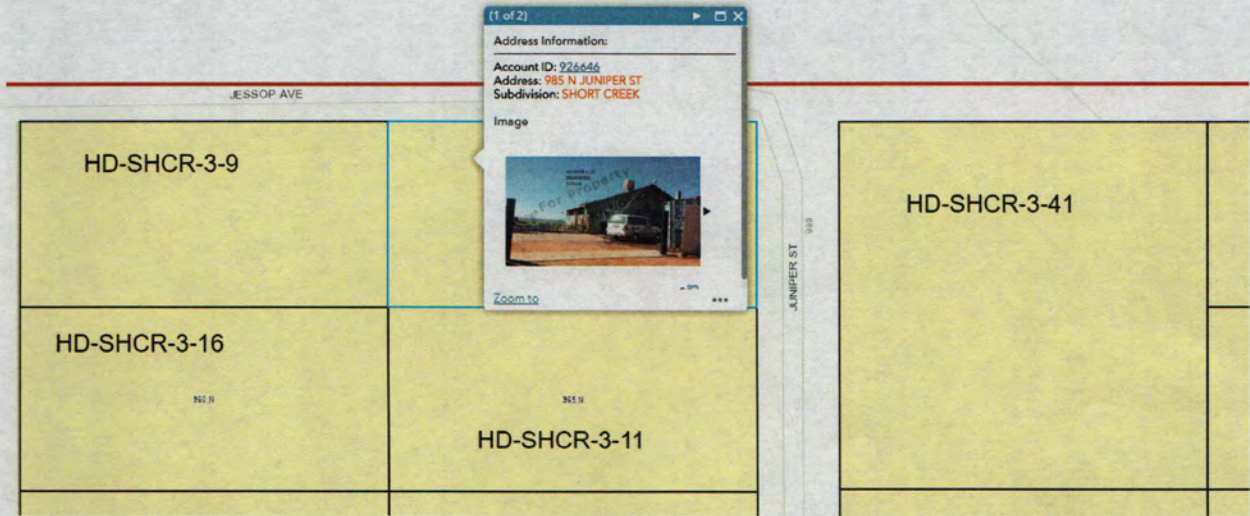 (1 of 2)
Address Information:
Account ID: 926646
Address: 985 N JUNIPER ST
Subdivision: SHORT CREEK
Image
For Property
Zoom to
JESSOP AVE
HD-SHCR-3-9
HD-SHCR-3-41
JUNIPER ST
HD-SHCR-3-16
HD-SHCR-3-11